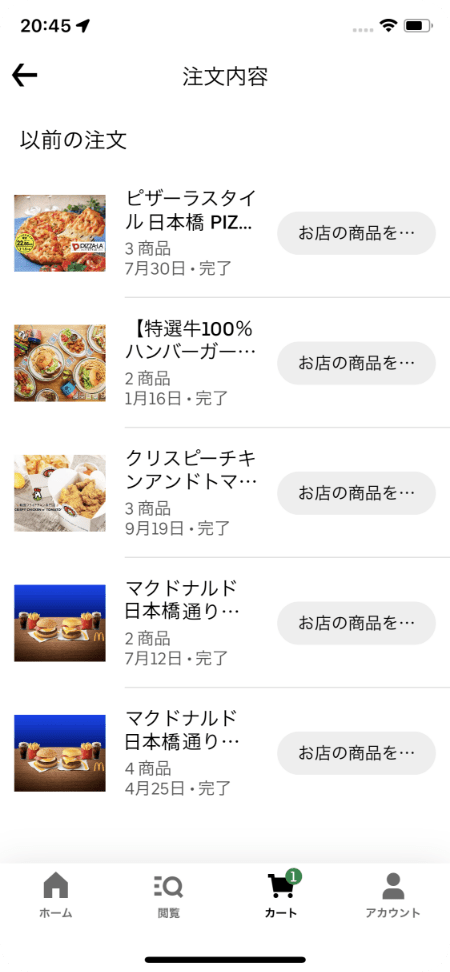 20:45
注文内容
以前の注文
ピザーラスタイ
ル 日本橋 PIZ...
3 商品
7月30日 • 完了
お店の商品を…
PIZZA-LA
【特選牛100%
ハンバーガー…
2 商品
1月16日 • 完了
お店の商品を…
クリスピーチキ
ンアンドトマ…
3 商品
9月19日 • 完了
お店の商品を…
CRISPY CHICKEN n' TOMATO
マクドナルド
日本橋通り…
2 商品
7月12日 • 完了
お店の商品を…
マクドナルド
日本橋通り…
4 商品
4月25日 • 完了
お店の商品を…
1
ホーム
閲覧
カート
アカウント